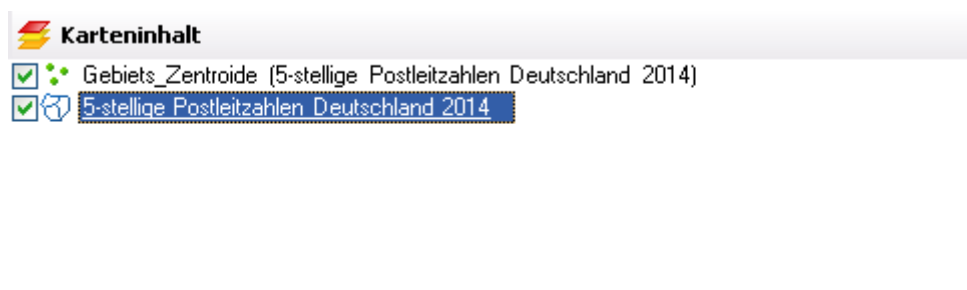 Karteninhalt
Gebiets_Zentroide (5-stellige Postleitzahlen Deutschland 2014)
5-stellige Postleitzahlen Deutschland 2014